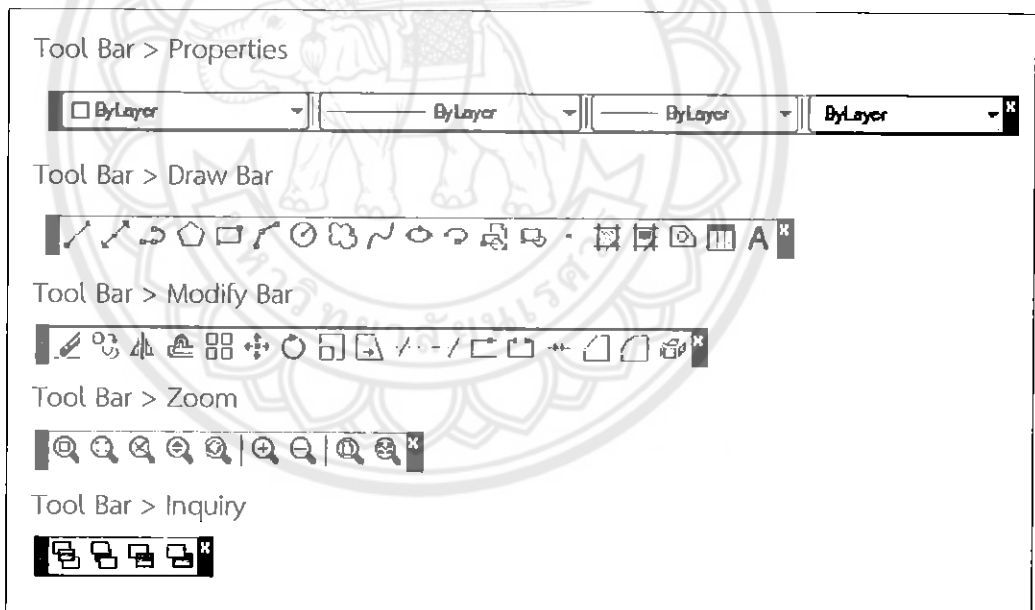 Tool Bar > Properties
ByLayer ByLayer ByLayer ByLayer
Tool Bar > Draw Bar
A
Tool Bar > Modify Bar
Tool Bar > Zoom
Tool Bar > Inquiry